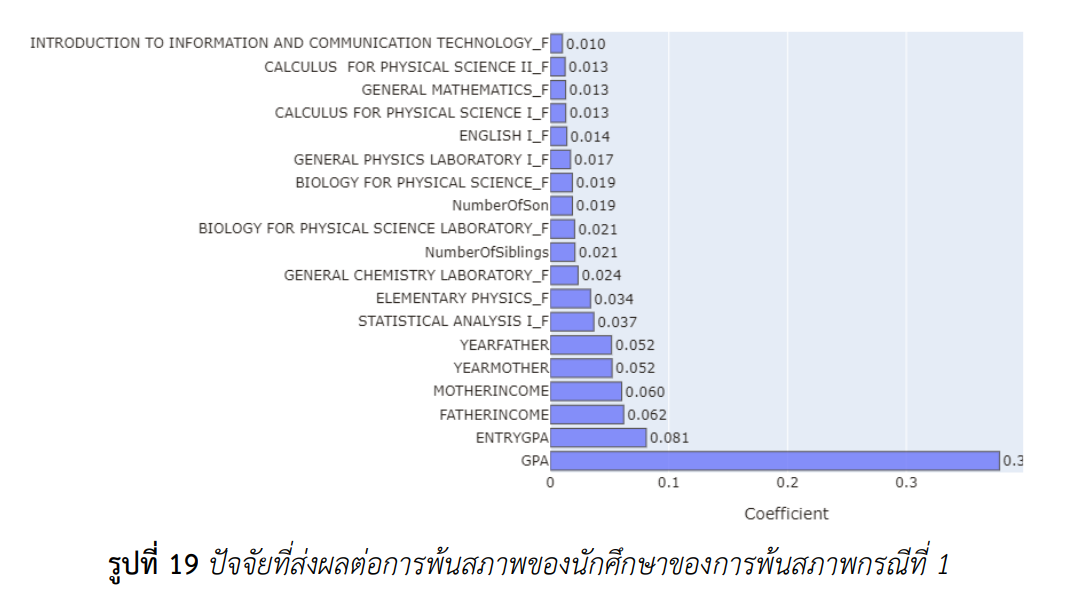 INTRODUCTION TO INFORMATION AND COMMUNICATION TECHNOLOGY_F 0.010
CALCULUS FOR PHYSICAL SCIENCE II_F 0.013
GENERAL MATHEMATICS_F 0.013
CALCULUS FOR PHYSICAL SCIENCE I_F 0.013
ENGLISH I_F 0.014
GENERAL PHYSICS LABORATORY I_F 0.017
BIOLOGY FOR PHYSICAL SCIENCE_F 0.019
NumberOfSon 0.019
BIOLOGY FOR PHYSICAL SCIENCE LABORATORY_F 0.021
NumberOfSiblings 0.021
GENERAL CHEMISTRY LABORATORY_F 0.024
ELEMENTARY PHYSICS_F 0.034
STATISTICAL ANALYSIS I_F 0.037
YEARFATHER 0.052
YEARMOTHER 0.052
MOTHERINCOME 0.060
FATHERINCOME 0.062
ENTRYGPA 0.081
GPA 0.3
0 0.1 0.2 0.3
Coefficient
รูปที่ 19 ปัจจัยที่ส่งผลต่อการพ้นสภาพของนักศึกษาของการพ้นสภาพกรณีที่ 1